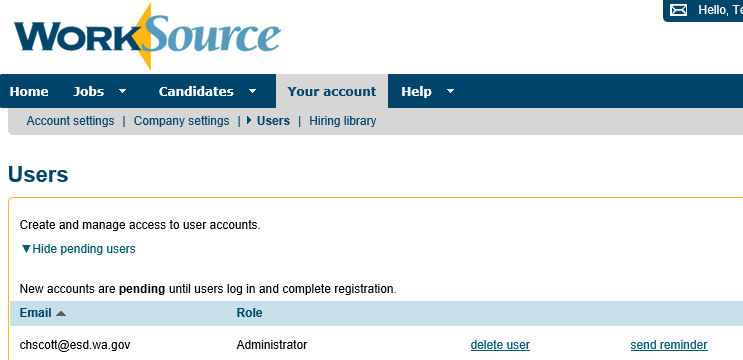 WorkSource
Hello, Te
Home Jobs Candidates Your account Help
Account settings | Company settings | Users | Hiring library
Users
Create and manage access to user accounts.
Hide pending users
New accounts are pending until users log in and complete registration.
Email Role
chscott@esd.wa.gov Administrator delete user send reminder